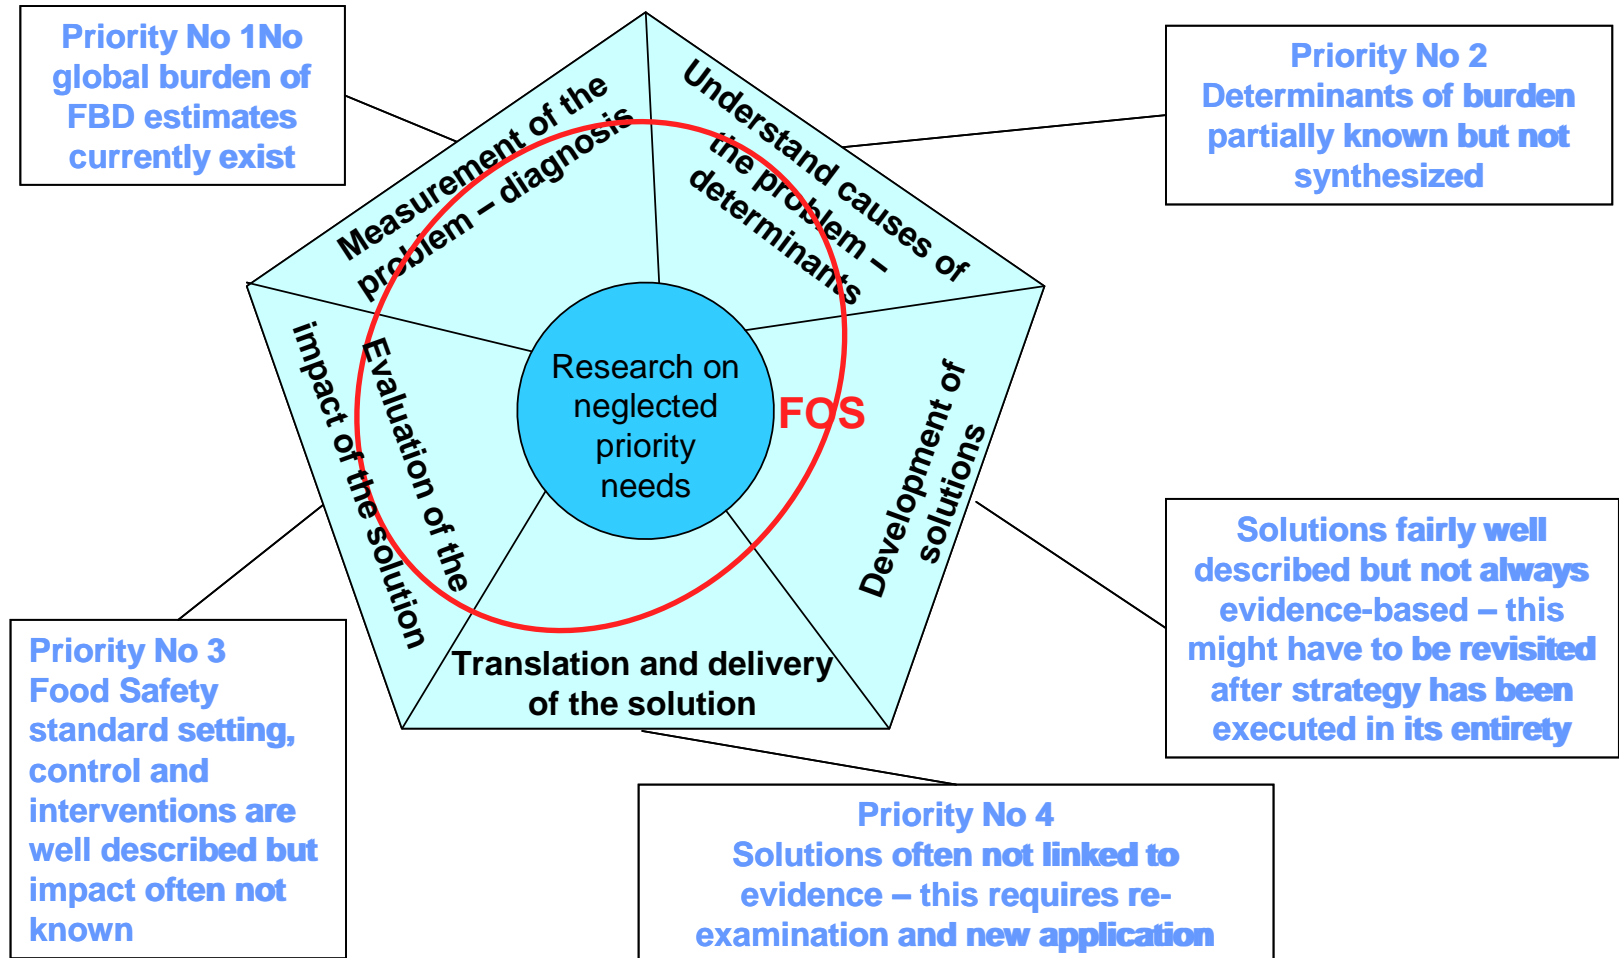 Priority No 1No
global burden of
FBD estimates
currently exist
Priority No 2
Determinants of burden
partially known but not
synthesized
Measurement of the
problem – diagnosis
Understand causes of
the problem –
determinants
Evaluation of the
impact of the solution
Research on
neglected
priority
needs
FOS
Development of
solutions
Translation and delivery
of the solution
Solutions fairly well
described but not always
evidence-based – this
might have to be revisited
after strategy has been
executed in its entirety
Priority No 3
Food Safety
standard setting,
control and
interventions are
well described but
impact often not
known
Priority No 4
Solutions often not linked to
evidence – this requires re-
examination and new application